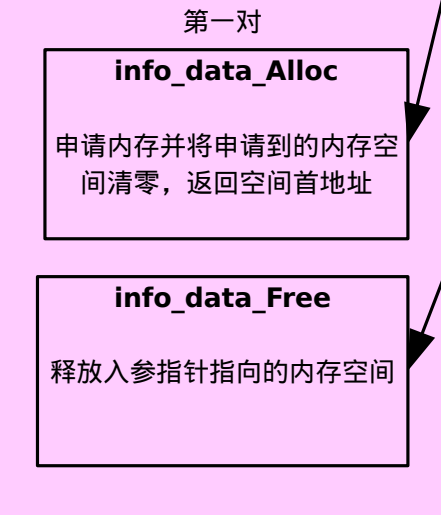 第一对
info_data_Alloc
申请内存并将申请到的内存空
间清零，返回空间首地址
info_data_Free
释放入参指针指向的内存空间